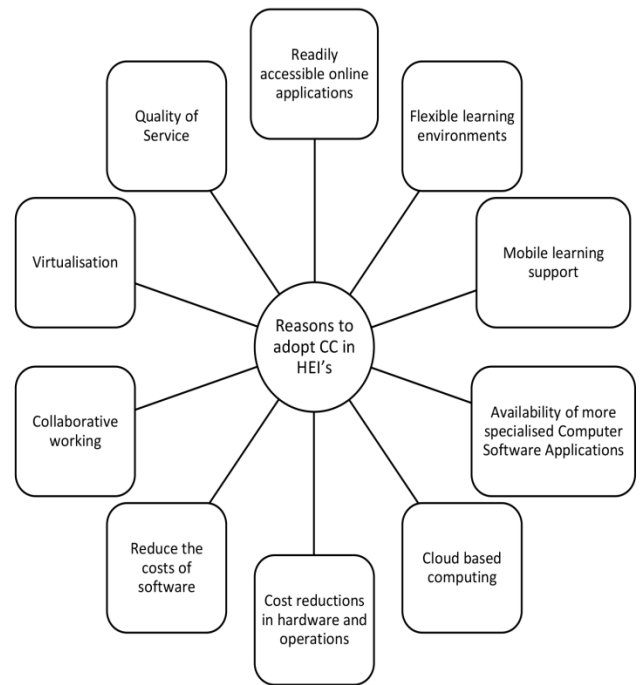 Readily
accessible online
applications
Flexible learning
environments
Mobile learning
support
Availability of more
specialised Computer
Software Applications
Cloud based
computing
Cost reductions
in hardware and
operations
Reduce the
costs of
software
Collaborative
working
Virtualisation
Quality of
Service
Reasons to
adopt CC in
HEI's